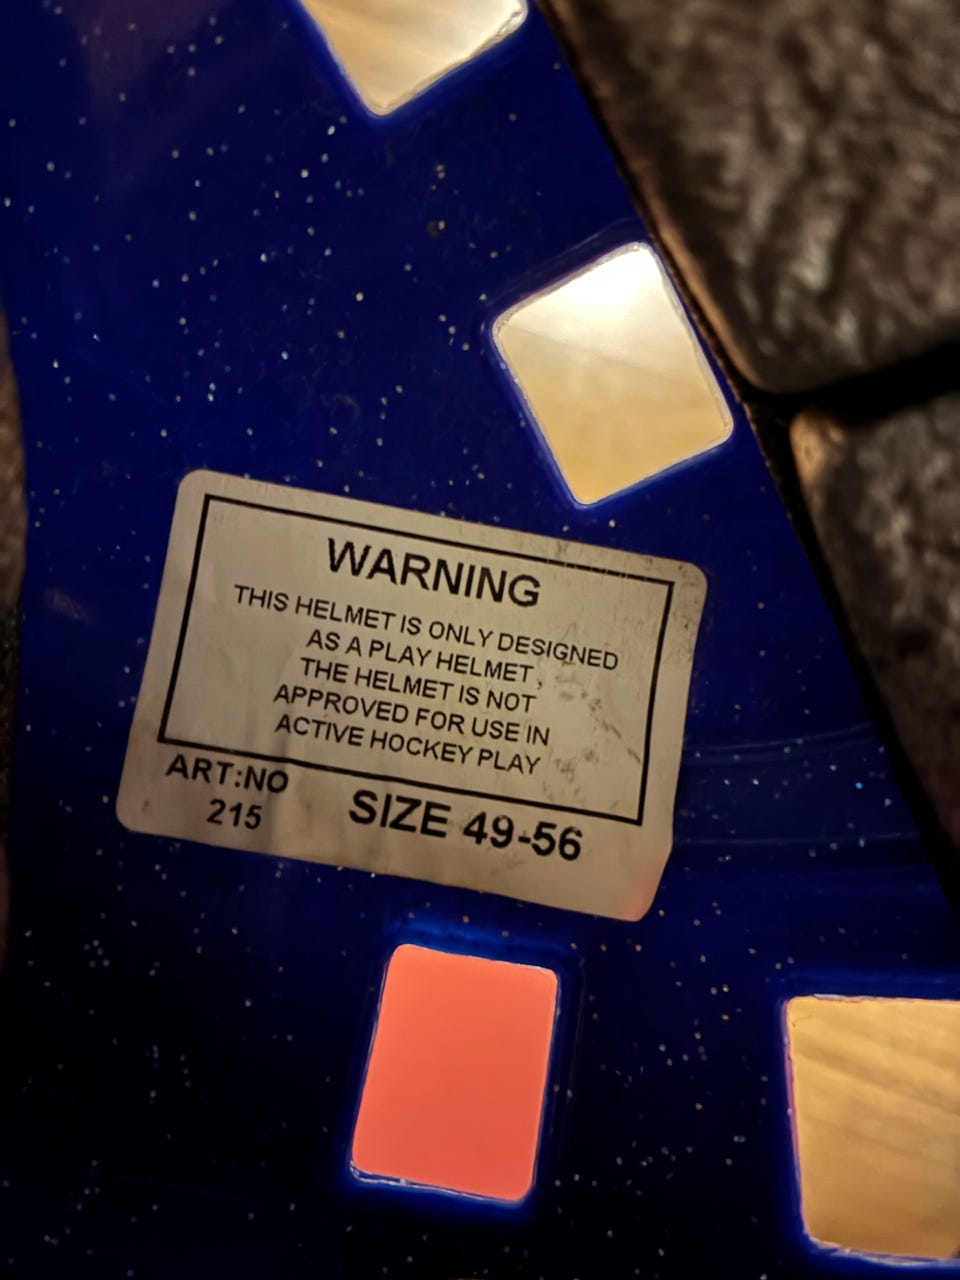 WARNING
THIS HELMET IS ONLY DESIGNED
AS A PLAY HELMET.
THE HELMET IS NOT
APPROVED FOR USE IN
ACTIVE HOCKEY PLAY
ART:NO
215
SIZE 49-56